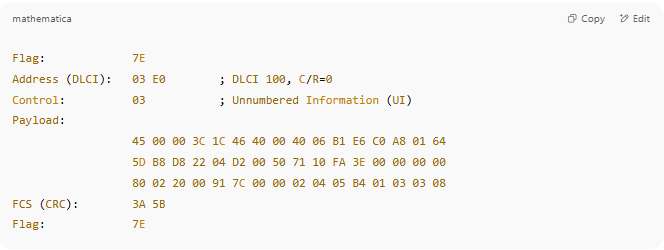 mathematica
Copy
Edit
Flag: 7E
Address (DLCI): 03 E0 ; DLCI 100, C/R=0
Control: 03 ; Unnumbered Information (UI)
Payload:
45 00 00 3C 1C 46 40 00 40 06 B1 E6 C0 A8 01 64
5D B8 D8 22 04 D2 00 50 71 10 FA 3E 00 00 00 00
80 02 20 00 91 7C 00 00 02 04 05 B4 01 03 03 08
FCS (CRC): 3A 5B
Flag: 7E